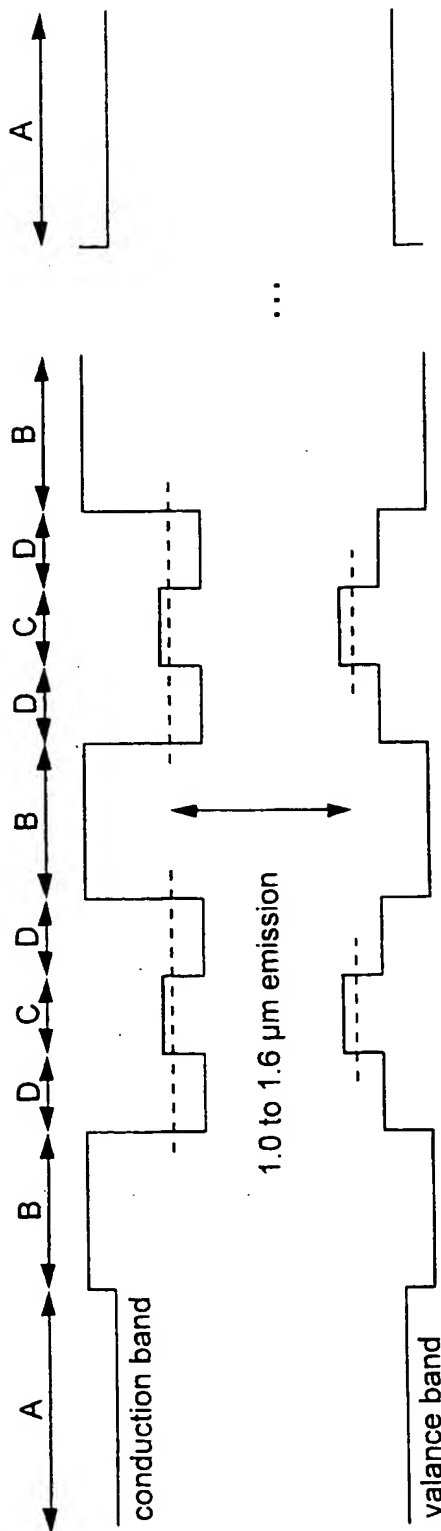 A B D C D B D C D B A
conduction band
1.0 to 1.6 µm emission
...
valance band